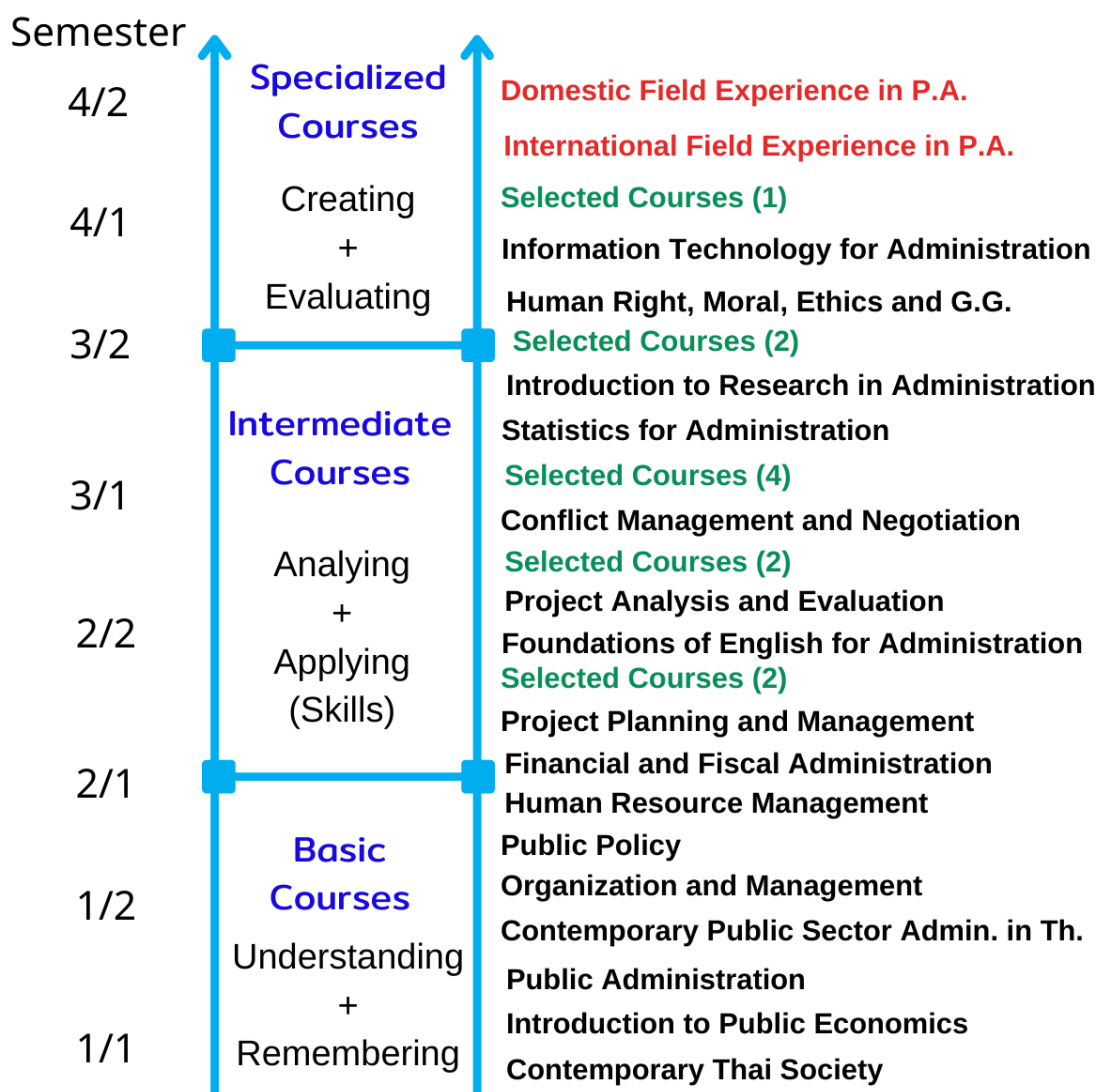 Semester
4/2
4/1
3/2
3/1
2/2
2/1
1/2
1/1
Specialized
Courses
Creating
+
Evaluating
Intermediate
Courses
Analying
+
Applying
(Skills)
Basic
Courses
Understanding
+
Remembering
Domestic Field Experience in P.A.
International Field Experience in P.A.
Selected Courses (1)
Information Technology for Administration
Human Right, Moral, Ethics and G.G.
Selected Courses (2)
Introduction to Research in Administration
Statistics for Administration
Selected Courses (4)
Conflict Management and Negotiation
Selected Courses (2)
Project Analysis and Evaluation
Foundations of English for Administration
Selected Courses (2)
Project Planning and Management
Financial and Fiscal Administration
Human Resource Management
Public Policy
Organization and Management
Contemporary Public Sector Admin. in Th.
Public Administration
Introduction to Public Economics
Contemporary Thai Society